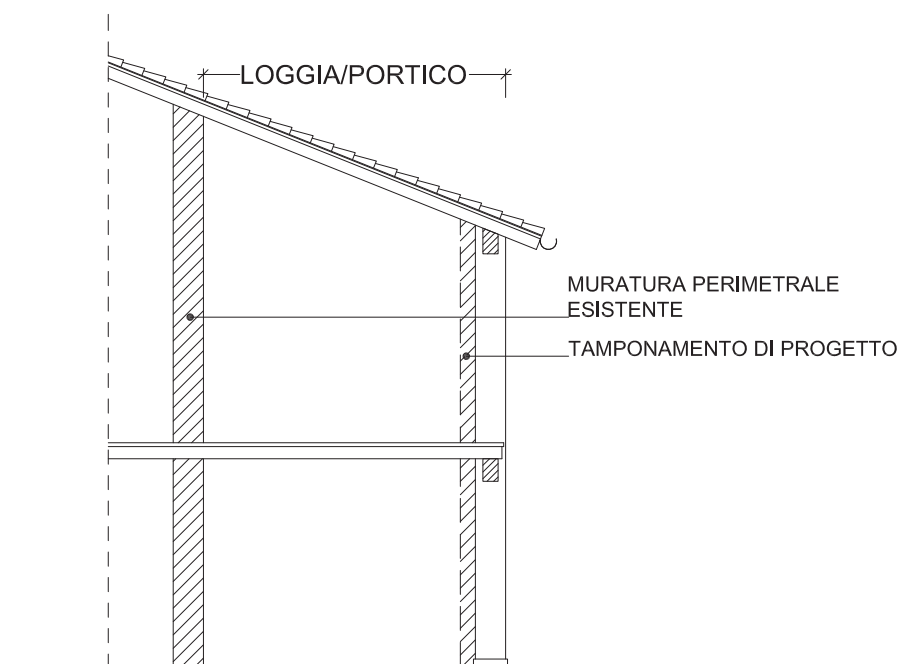 LOGGIA/PORTICO
MURATURA PERIMETRALE
ESISTENTE
TAMPONAMENTO DI PROGETTO